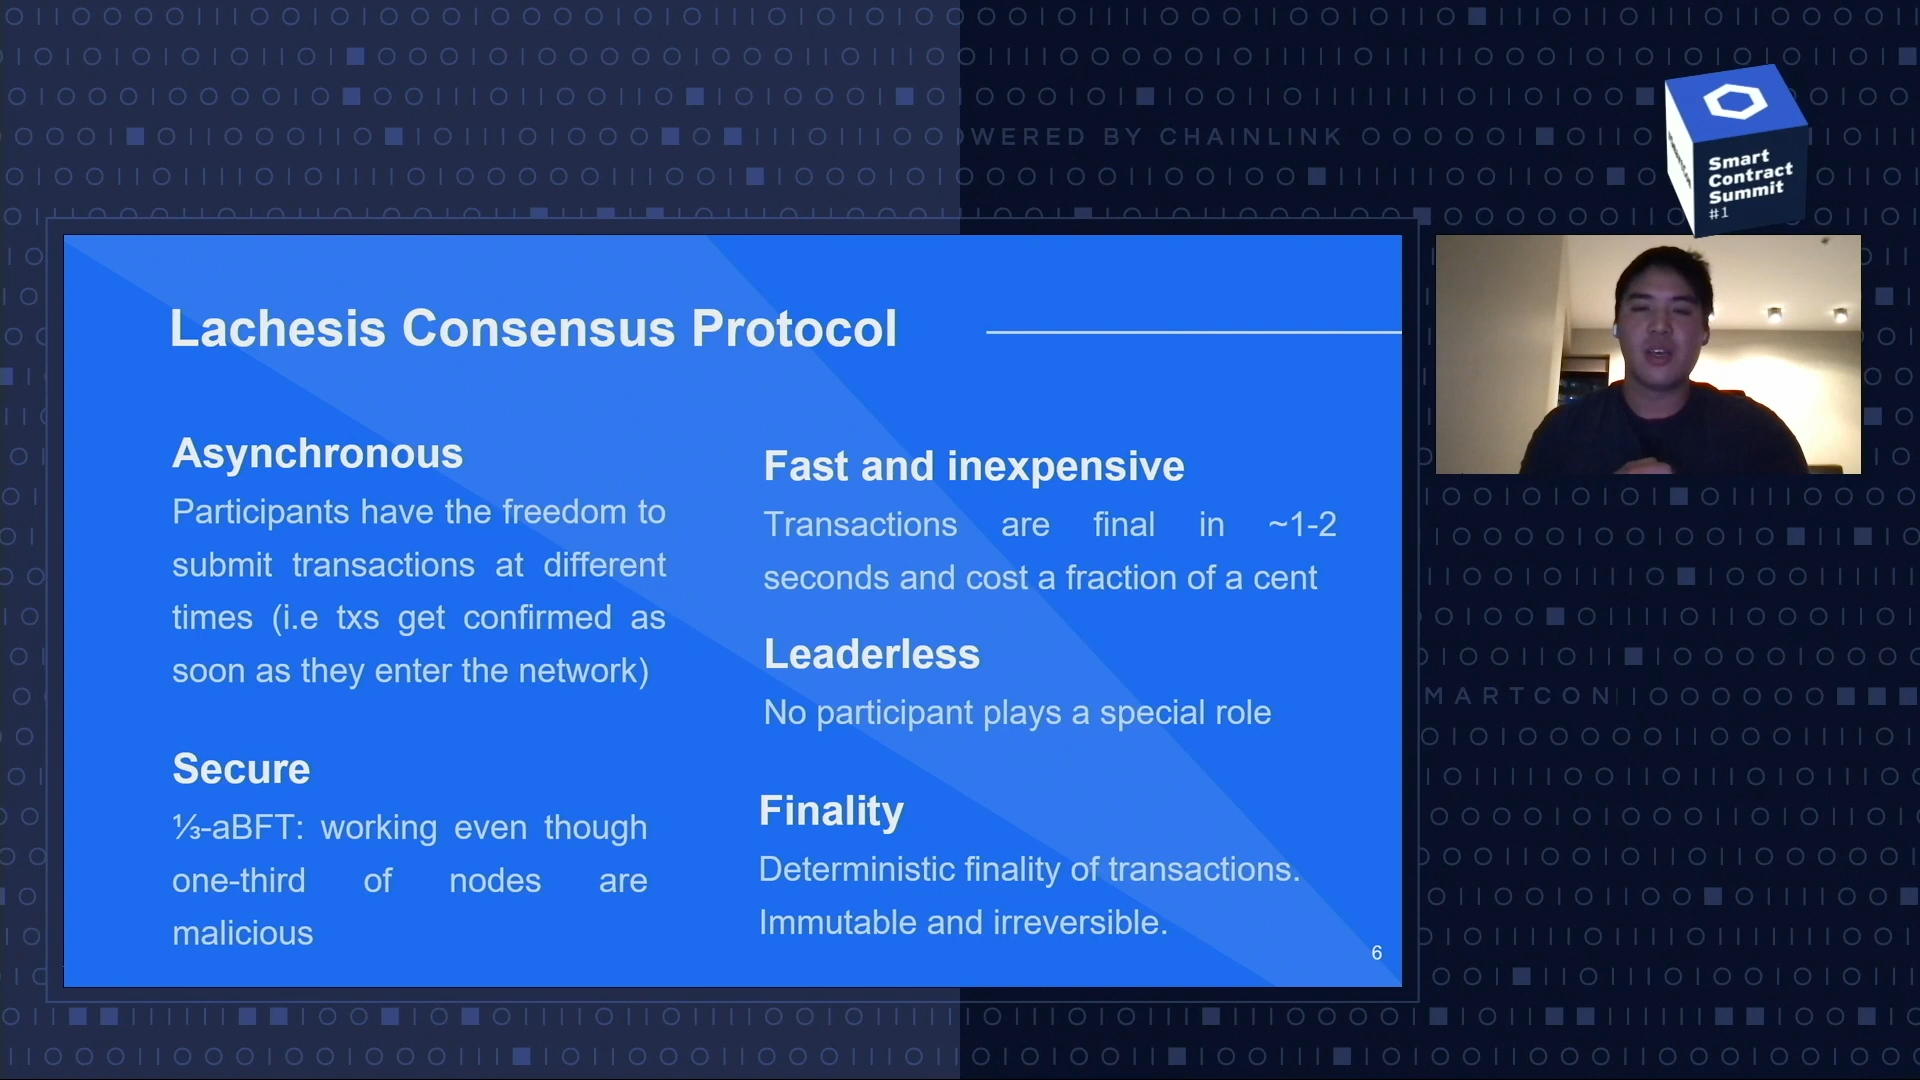 WERED BY CHAINLINK
Smart
Contract
Summit
#1
Lachesis Consensus Protocol
Asynchronous
Participants have the freedom to
submit transactions at different
times (i.e txs get confirmed as
soon as they enter the network)
Secure
⅓-aBFT: working even though
one-third of nodes are
malicious
Fast and inexpensive
Transactions are final in ~1-2
seconds and cost a fraction of a cent
Leaderless
No participant plays a special role
Finality
Deterministic finality of transactions.
Immutable and irreversible.
6
MARTCON